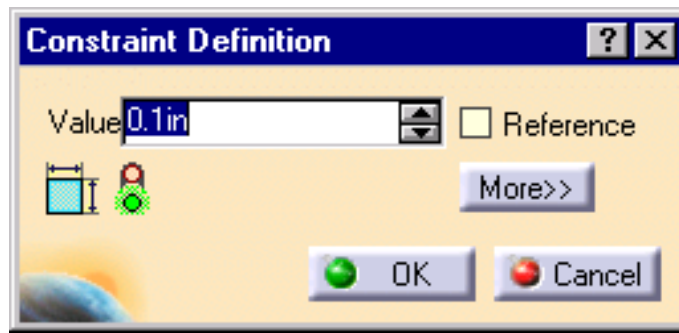 Constraint Definition ? X
Value 0.1in Reference
More>>
OK Cancel